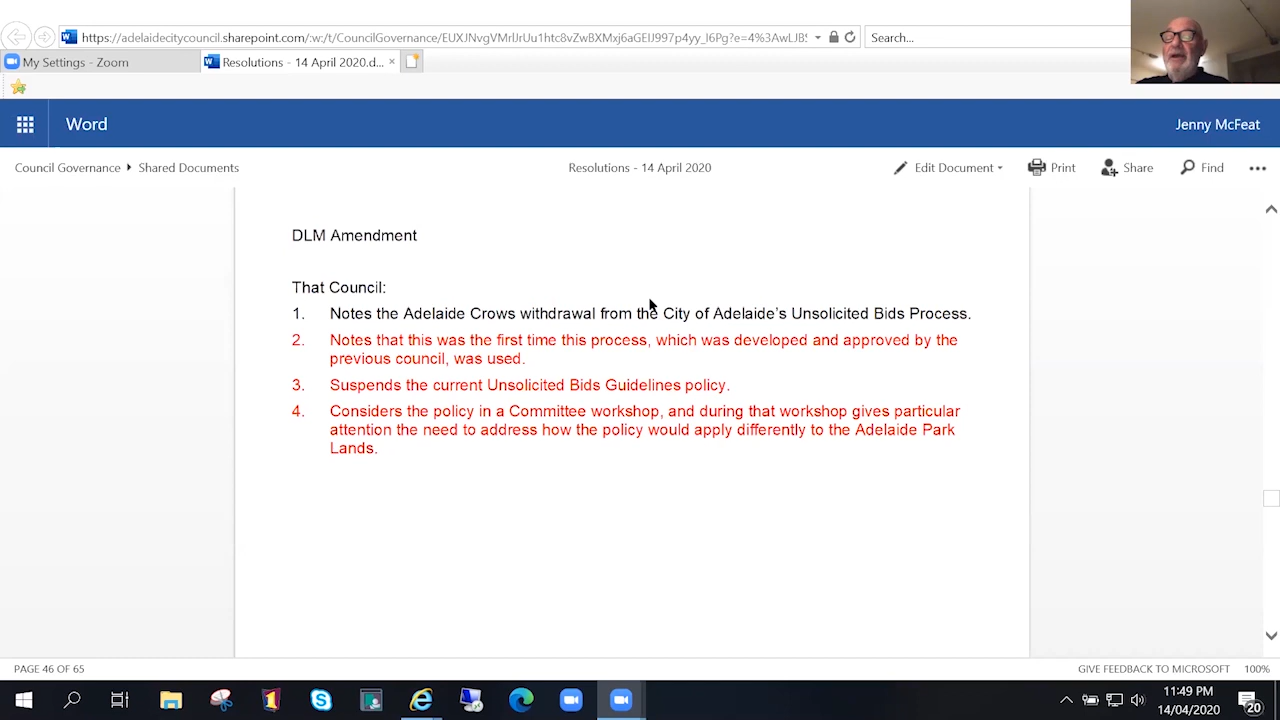 https://adelaidecitycouncil.sharepoint.com/:w:/t/CouncilGovernance/
Search...
My Settings - Zoom
Resolutions - 14 April 2020.d...
Word
Jenny McFeat
Council Governance
Shared Documents
Resolutions - 14 April 2020
Edit Document
Print
Share
Find
DLM Amendment
That Council:
1. Notes the Adelaide Crows withdrawal from the City of Adelaide's Unsolicited Bids Process.
2. Notes that this was the first time this process, which was developed and approved by the
previous council, was used.
3. Suspends the current Unsolicited Bids Guidelines policy.
4. Considers the policy in a Committee workshop, and during that workshop gives particular
attention the need to address how the policy would apply differently to the Adelaide Park
Lands.
PAGE 46 OF 65
GIVE FEEDBACK TO MICROSOFT
100%
11:49 PM
14/04/2020
20